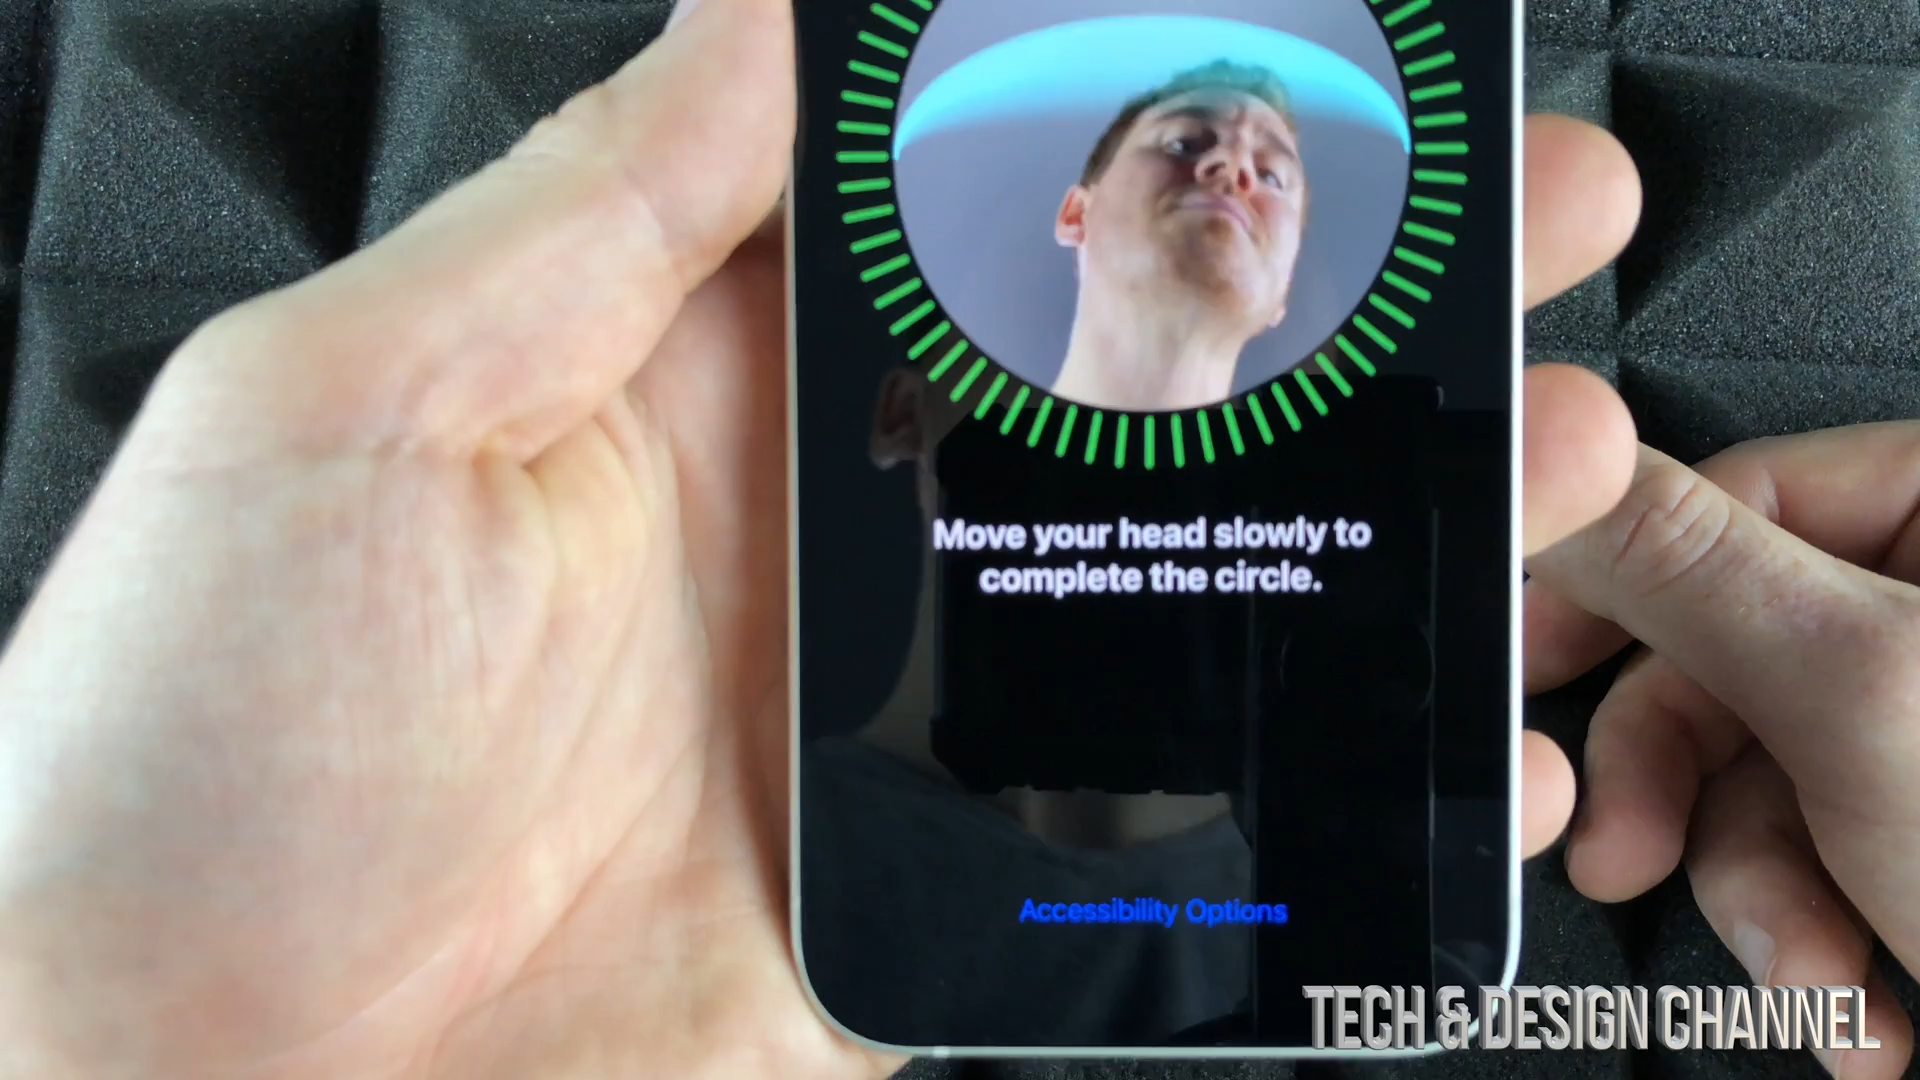 Move your head slowly to
complete the circle.
Accessibility Options
TECH & DESIGN CHANNEL